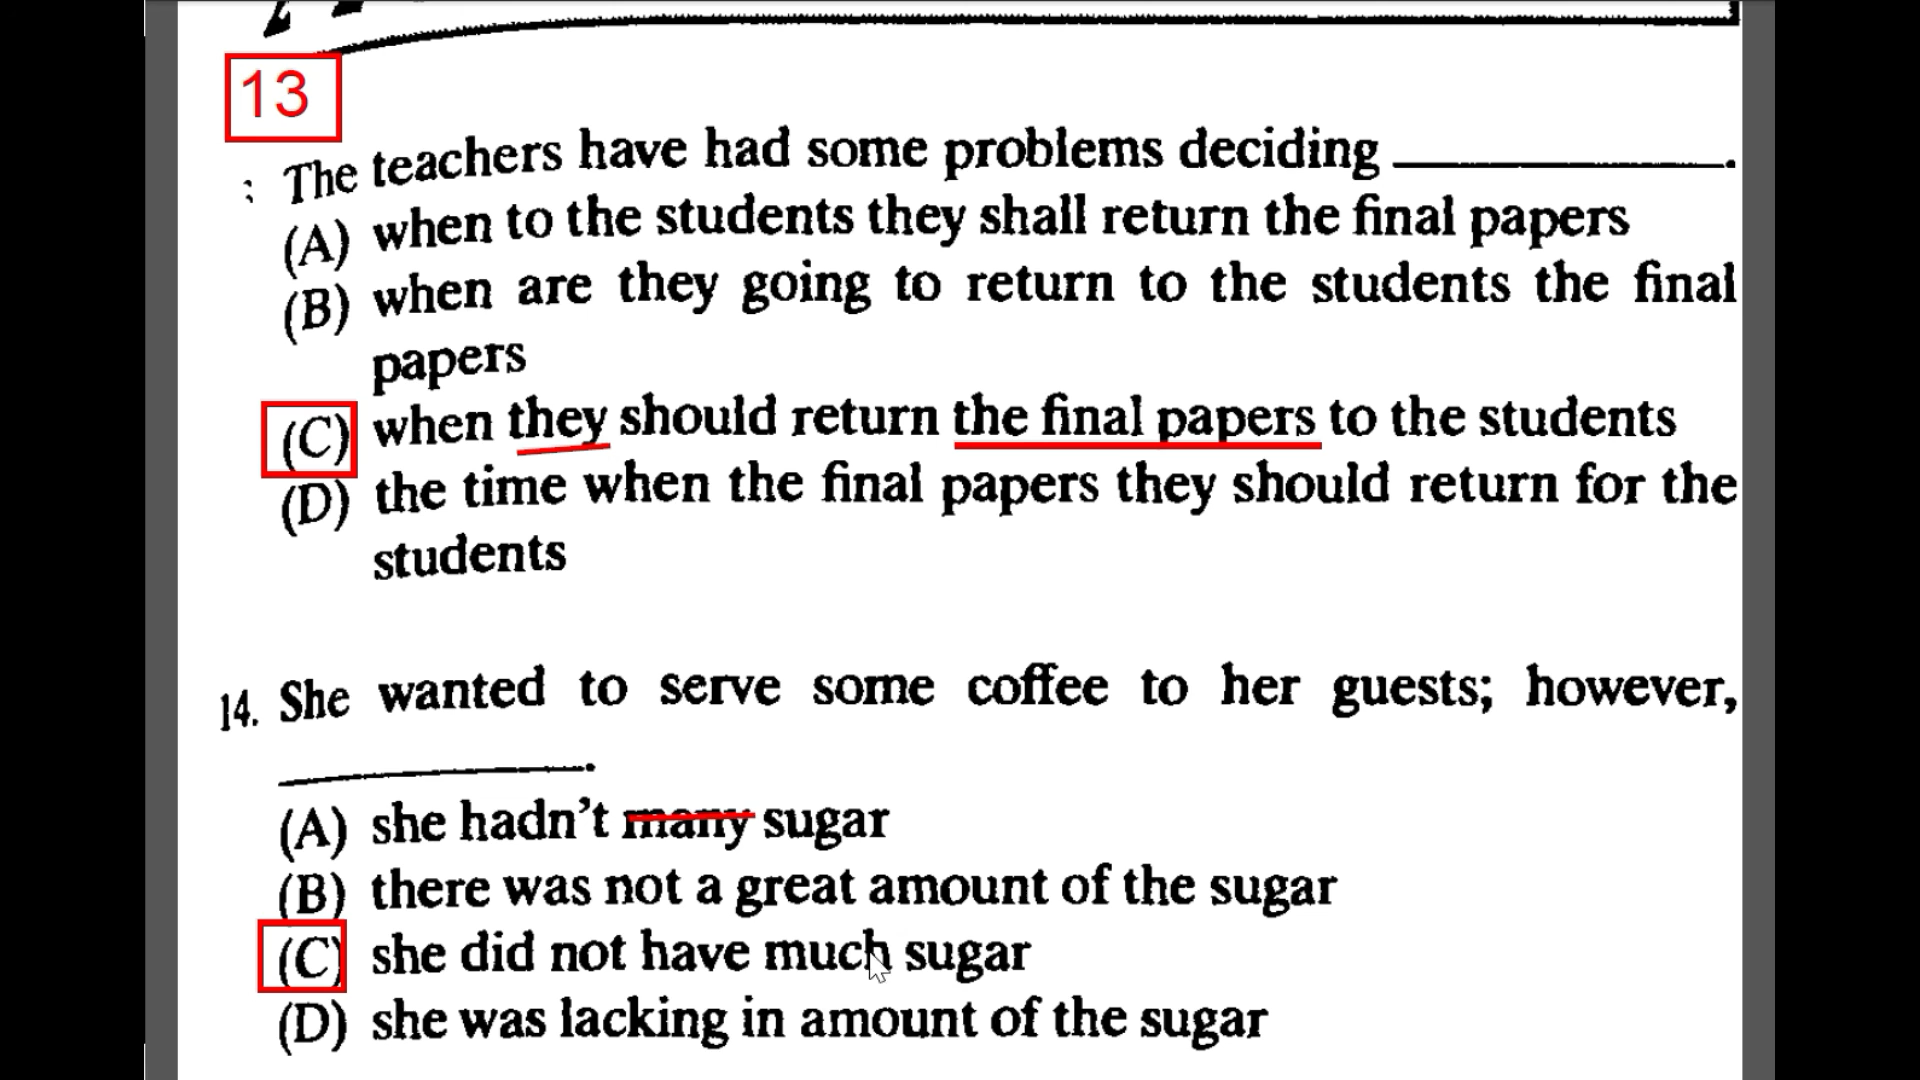 13
: The teachers have had some problems deciding ____________.
(A) when to the students they shall return the final papers
(B) when are they going to return to the students the final
papers
(C) when they should return the final papers to the students
(D) the time when the final papers they should return for the
students
14. She wanted to serve some coffee to her guests; however,
____________.
(A) she hadn't many sugar
(B) there was not a great amount of the sugar
(C) she did not have much sugar
(D) she was lacking in amount of the sugar